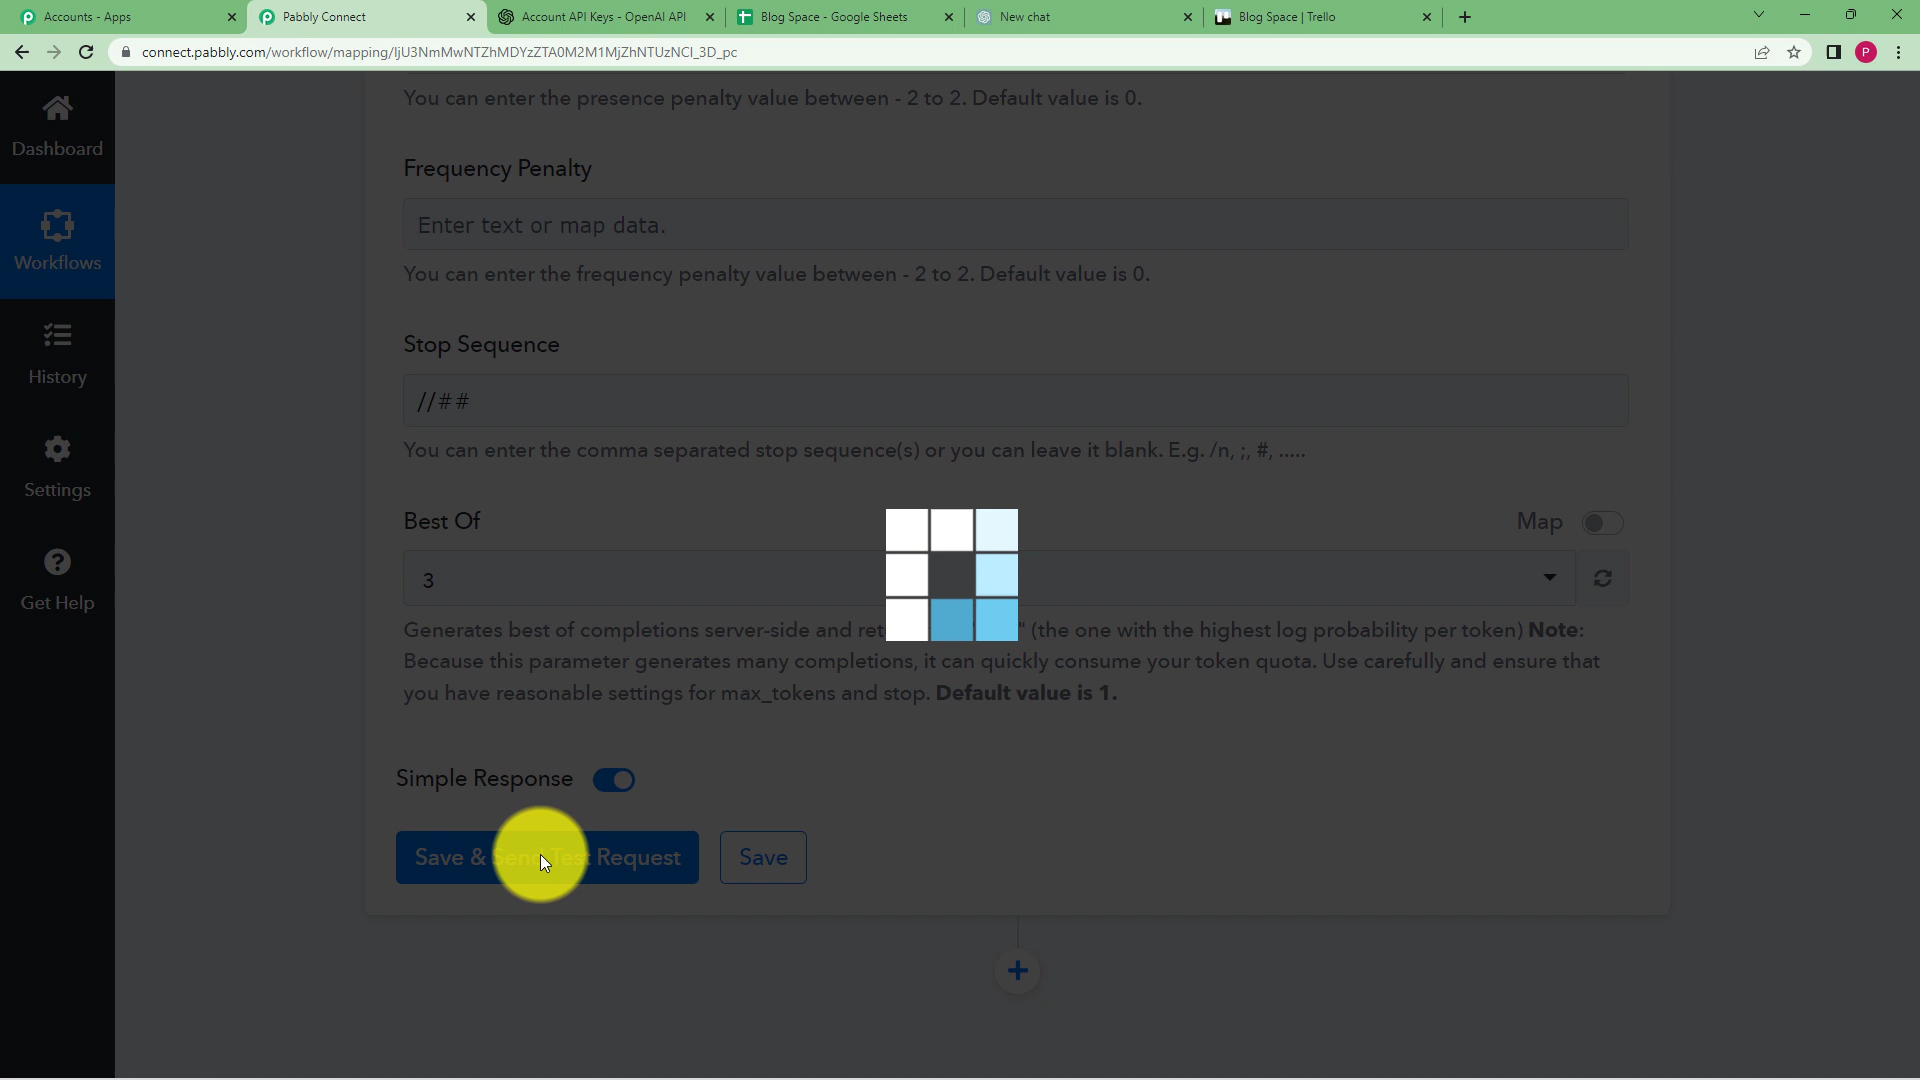 Accounts - Apps
Pabbly Connect
Account API Keys - OpenAI API
Blog Space - Google Sheets
New chat
Blog Space | Trello
P
Dashboard
Workflows
History
Settings
Get Help
You can enter the presence penalty value between - 2 to 2. Default value is 0.
Frequency Penalty
Enter text or map data.
You can enter the frequency penalty value between - 2 to 2. Default value is 0.
Stop Sequence
//##
You can enter the comma separated stop sequence(s) or you can leave it blank. E.g. /n, ;, #, .....
Best Of
Map
3
Generates best of completions server-side and ret " (the one with the highest log probability per token) Note:
Because this parameter generates many completions, it can quickly consume your token quota. Use carefully and ensure that
you have reasonable settings for max_tokens and stop. Default value is 1.
Simple Response
Save & Send Test Request
Save